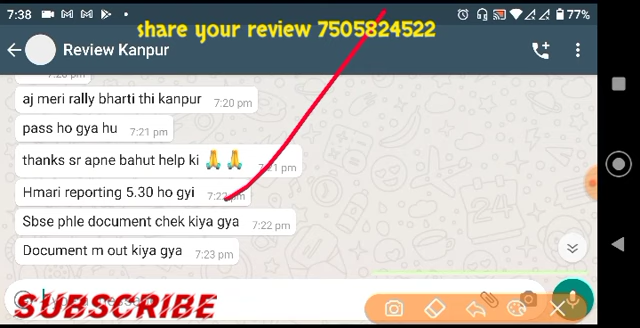 7:38
77%
share your review 7505824522
Review Kanpur
7:20 pm
aj meri rally bharti thi kanpur 7:20 pm
pass ho gya hu 7:21 pm
thanks sr apne bahut help ki 🙏 🙏 7:21 pm
Hmari reporting 5.30 ho gyi 7:22 pm
Sbse phle document chek kiya gya 7:22 pm
Document m out kiya gya 7:23 pm
SUBSCRIBE